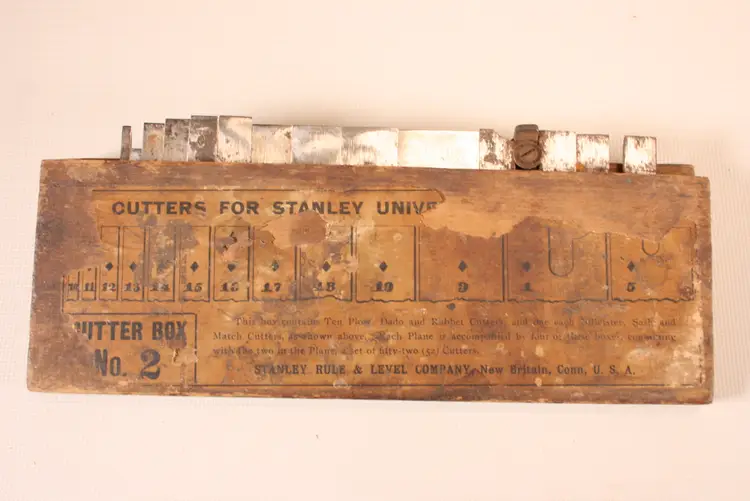 CUTTERS FOR STANLEY UNIVE
10 11 12 13 14 15 16 17 18 19 9 1 5
CUTTER BOX
No. 2
This box contains Ten Plow, Dado and Rabbet Cutters, and one each Fillister, Sash and
Match Cutters, as shown above. Each Plane is accompanied by four of these boxes, containing
with the two in the Plane, a set of fifty-two (52) Cutters.
STANLEY RULE & LEVEL COMPANY, New Britain, Conn, U. S. A.